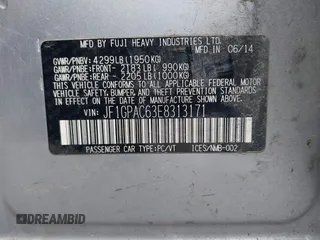 MFD BY FUJI HEAVY INDUSTRIES LTD. 06/14
GVWR/PNBV: 4299LB(1950KG)
GAWR/PNBE: FRONT- 2183LB( 990KG)
GAWR/PNBE: REAR - 2205LB(1000KG)
THIS VEHICLE CONFORMS TO ALL APPLICABLE
FEDERAL MOTOR VEHICLE SAFETY, BUMPER,
AND THEFT PREVENTION STANDARDS IN EFFECT
ON THE DATE OF MANUFACTURE SHOWN ABOVE.
VIN: JF1GPAC63E8313171
PASSENGER CAR TYPE: PC/VT ICES/NMB-002
DREAMBID